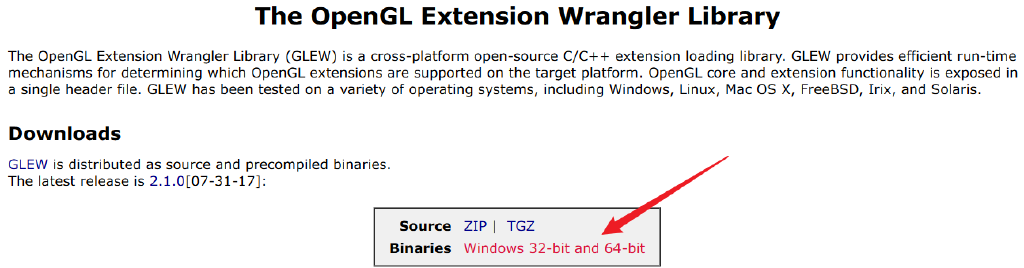 The OpenGL Extension Wrangler Library
The OpenGL Extension Wrangler Library (GLEW) is a cross-platform open-source C/C++ extension loading library. GLEW provides efficient run-time
mechanisms for determining which OpenGL extensions are supported on the target platform. OpenGL core and extension functionality is exposed in
a single header file. GLEW has been tested on a variety of operating systems, including Windows, Linux, Mac OS X, FreeBSD, Irix, and Solaris.
Downloads
GLEW is distributed as source and precompiled binaries.
The latest release is 2.1.0[07-31-17]:
Source ZIP | TGZ
Binaries Windows 32-bit and 64-bit